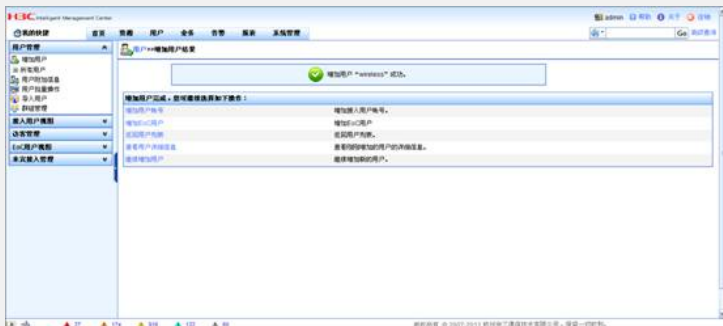 H3C Intelligent Management Center
admin 帮助 关于 注销
我的快捷
首页 资源 用户 业务 告警 报表 系统管理
Go 高级查询
用户管理
增加用户
所有用户
用户附加信息
用户批量操作
导入用户
群组管理
接入用户视图
访客管理
EoC用户视图
来宾接入管理
用户>>增加用户结果
增加用户 "wireless" 成功。
增加用户完成，您可继续选择如下操作：
增加用户帐号 增加接入用户帐号。
增加EoC用户 增加EoC用户
返回用户列表 返回用户列表。
查看用户详细信息 查看刚刚增加的用户的详细信息。
继续增加用户 继续增加新的用户。